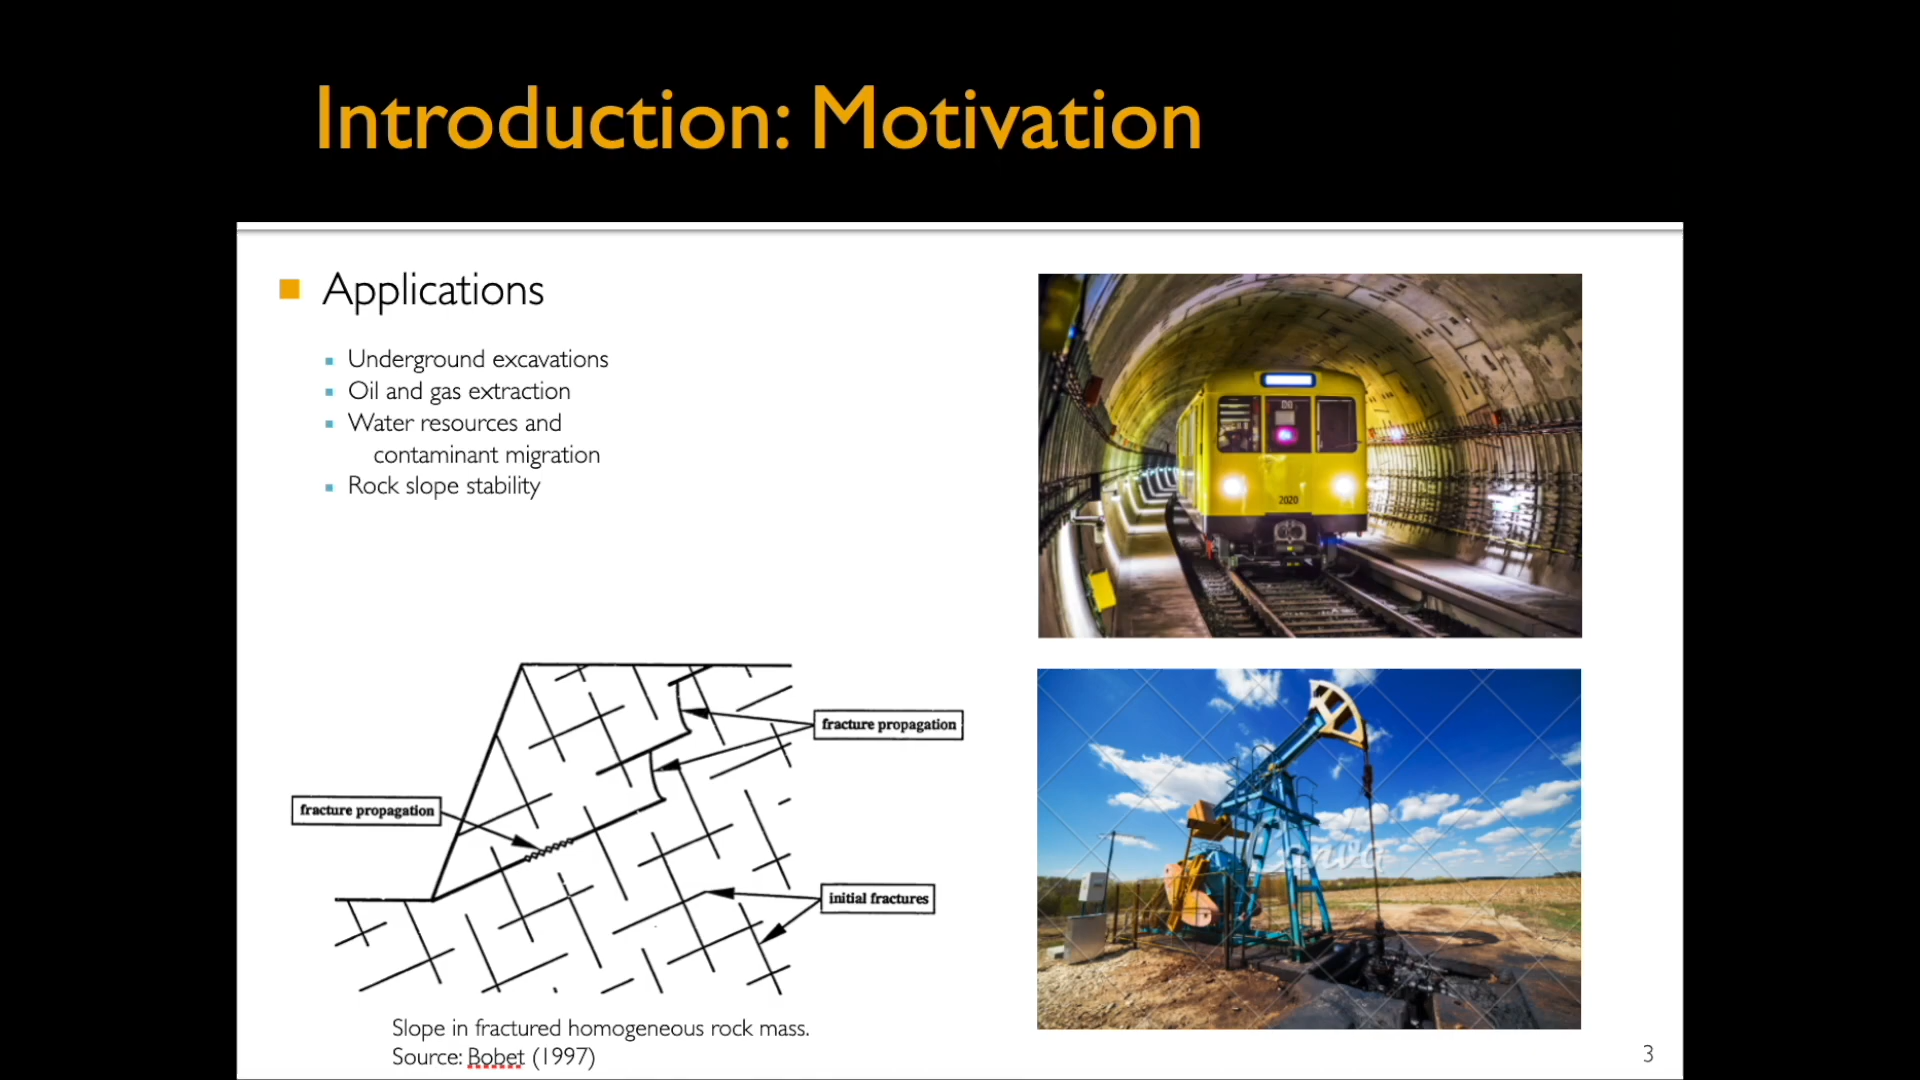 Introduction: Motivation
Applications
Underground excavations
Oil and gas extraction
Water resources and
contaminant migration
Rock slope stability
fracture propagation
fracture propagation
initial fractures
Slope in fractured homogeneous rock mass.
Source: Bobet (1997)
2020
3